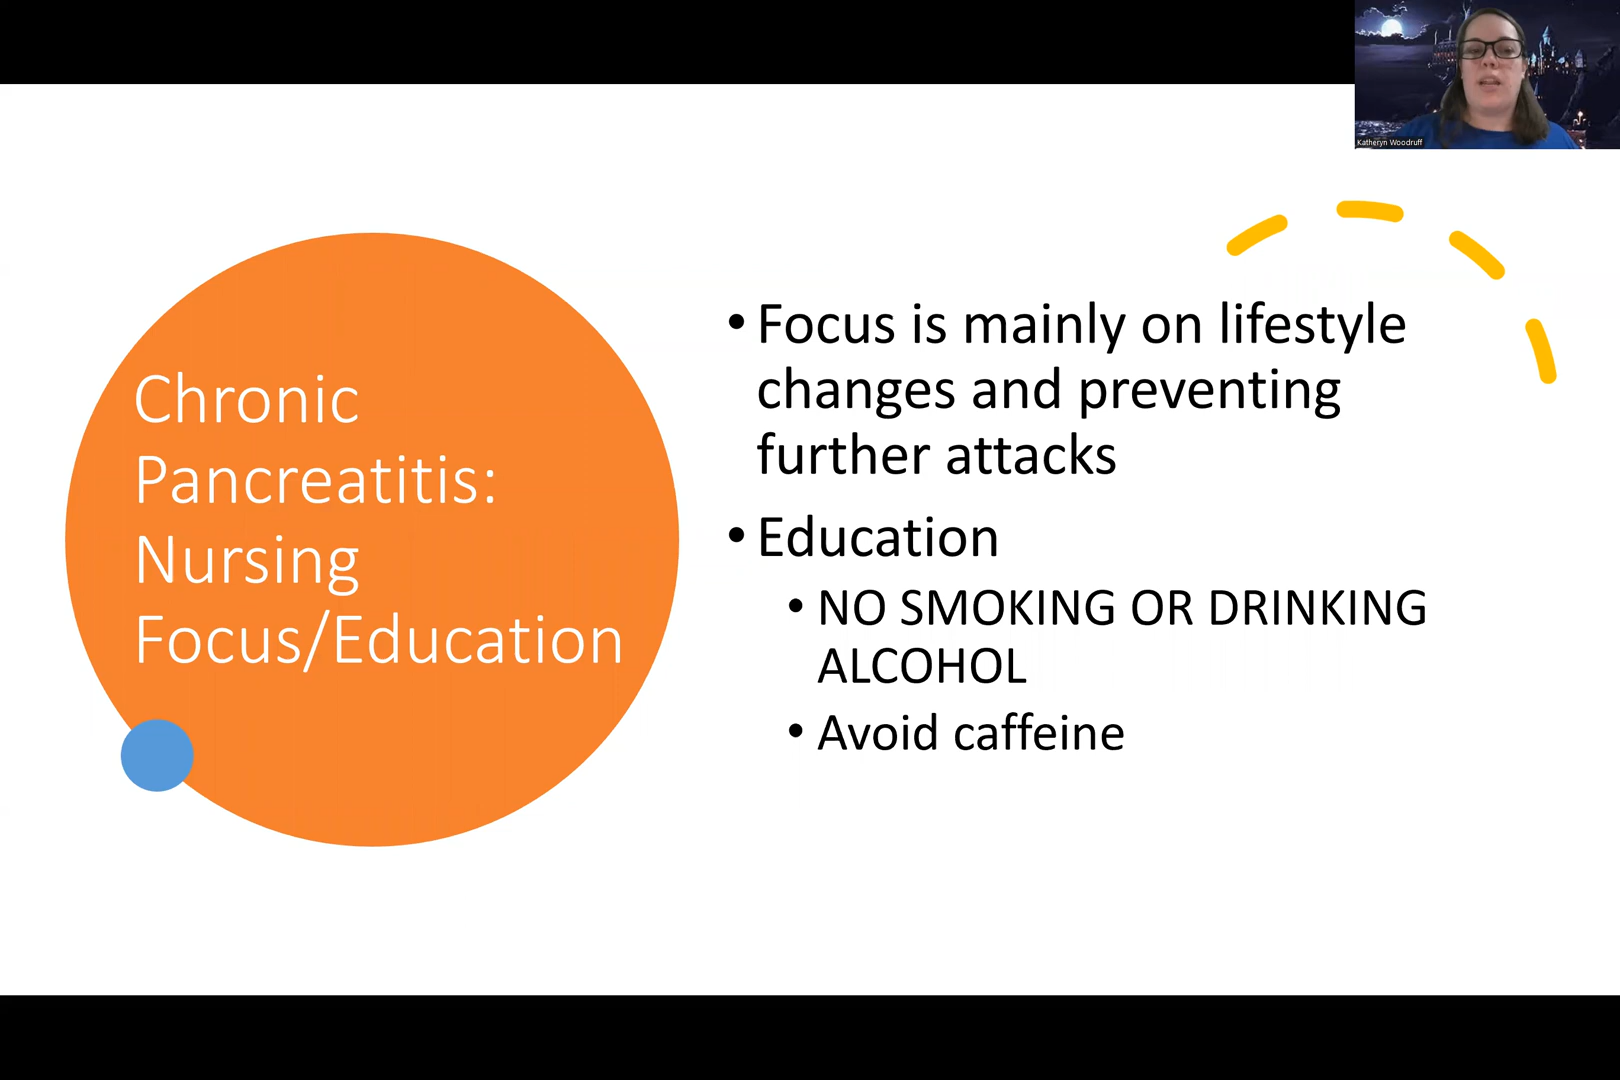 Katheryn Woodruff
Chronic
Pancreatitis:
Nursing
Focus/Education
• Focus is mainly on lifestyle
changes and preventing
further attacks
• Education
• NO SMOKING OR DRINKING
ALCOHOL
• Avoid caffeine